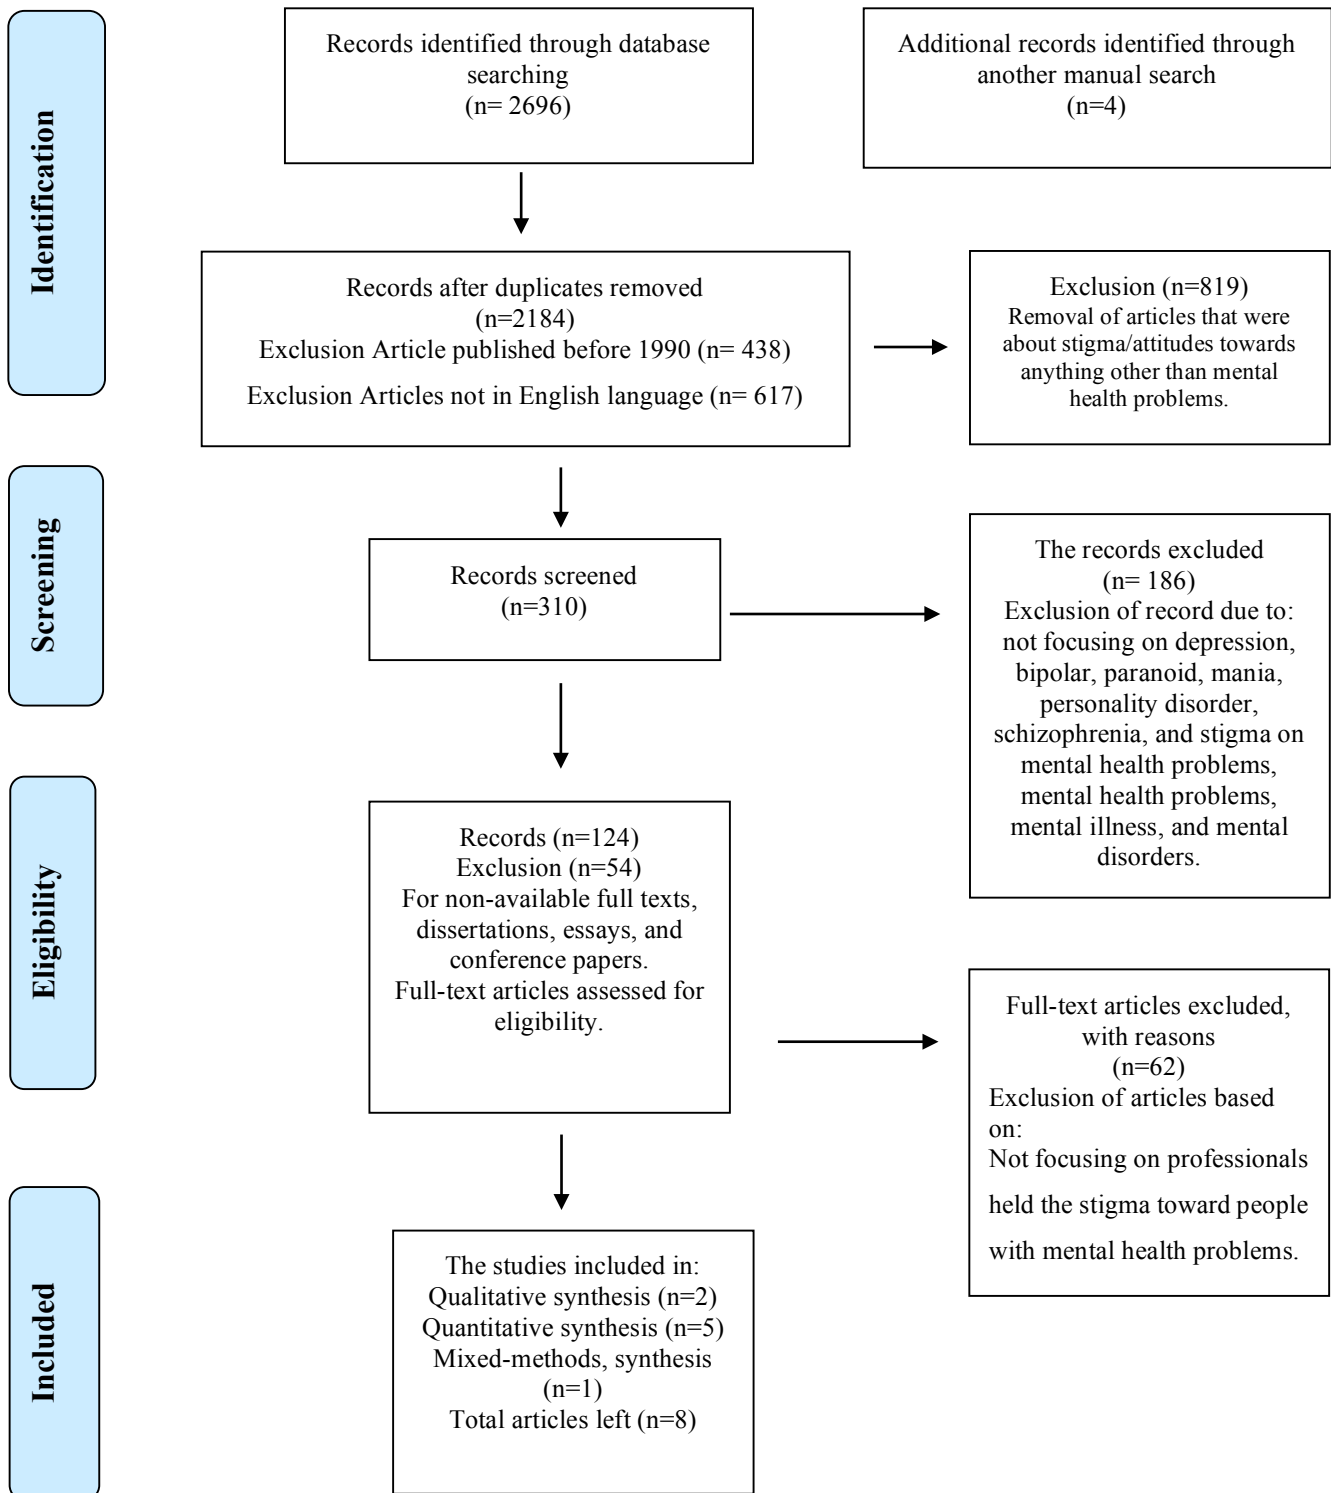 Identification
Records identified through database
searching
(n= 2696)
Additional records identified through
another manual search
(n=4)
Records after duplicates removed
(n=2184)
Exclusion Article published before 1990 (n= 438)
Exclusion Articles not in English language (n= 617)
Exclusion (n=819)
Removal of articles that were
about stigma/attitudes towards
anything other than mental
health problems.
Screening
Records screened
(n=310)
The records excluded
(n= 186)
Exclusion of record due to:
not focusing on depression,
bipolar, paranoid, mania,
personality disorder,
schizophrenia, and stigma on
mental health problems,
mental health problems,
mental illness, and mental
disorders.
Eligibility
Records (n=124)
Exclusion (n=54)
For non-available full texts,
dissertations, essays, and
conference papers.
Full-text articles assessed for
eligibility.
Full-text articles excluded,
with reasons
(n=62)
Exclusion of articles based
on:
Not focusing on professionals
held the stigma toward people
with mental health problems.
Included
The studies included in:
Qualitative synthesis (n=2)
Quantitative synthesis (n=5)
Mixed-methods, synthesis
(n=1)
Total articles left (n=8)